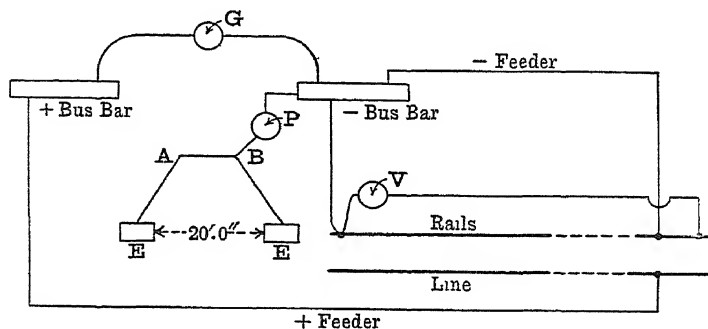 G
− Feeder
+ Bus Bar
P
− Bus Bar
A
B
V
20'.0"
Rails
E
E
Line
+ Feeder